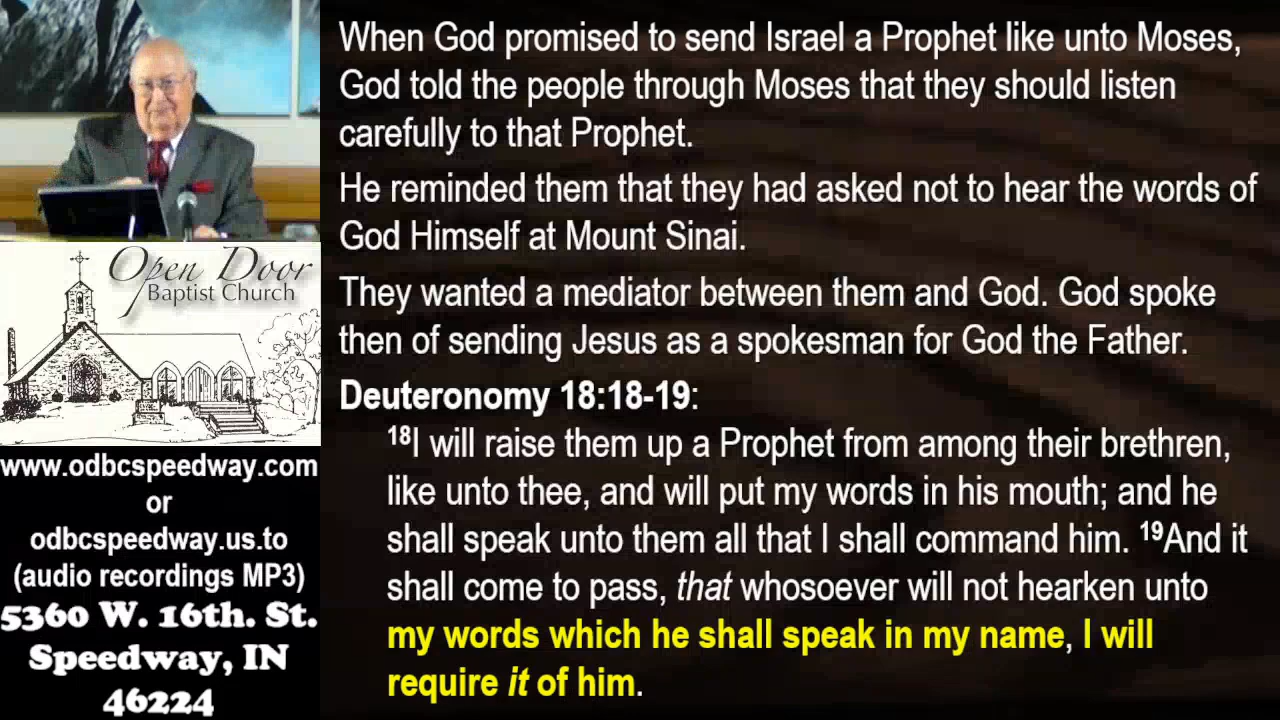 When God promised to send Israel a Prophet like unto Moses,
God told the people through Moses that they should listen
carefully to that Prophet.
He reminded them that they had asked not to hear the words of
God Himself at Mount Sinai.
They wanted a mediator between them and God. God spoke
then of sending Jesus as a spokesman for God the Father.
Deuteronomy 18:18-19:
18I will raise them up a Prophet from among their brethren,
like unto thee, and will put my words in his mouth; and he
shall speak unto them all that I shall command him. 19And it
shall come to pass, that whosoever will not hearken unto
my words which he shall speak in my name, I will
require it of him.
Open Door
Baptist Church
www.odbcspeedway.com
or
odbcspeedway.us.to
(audio recordings MP3)
5360 W. 16th. St.
Speedway, IN
46224